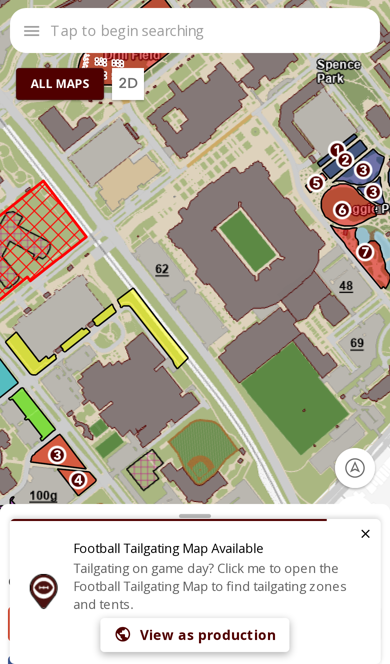 Tap to begin searching
Drill Field
Spence
Park
ALL MAPS
2D
1
2
3
5
3
6
7
62
48
69
3
4
100g
Football Tailgating Map Available
Tailgating on game day? Click me to open the
Football Tailgating Map to find tailgating zones
and tents.
View as production